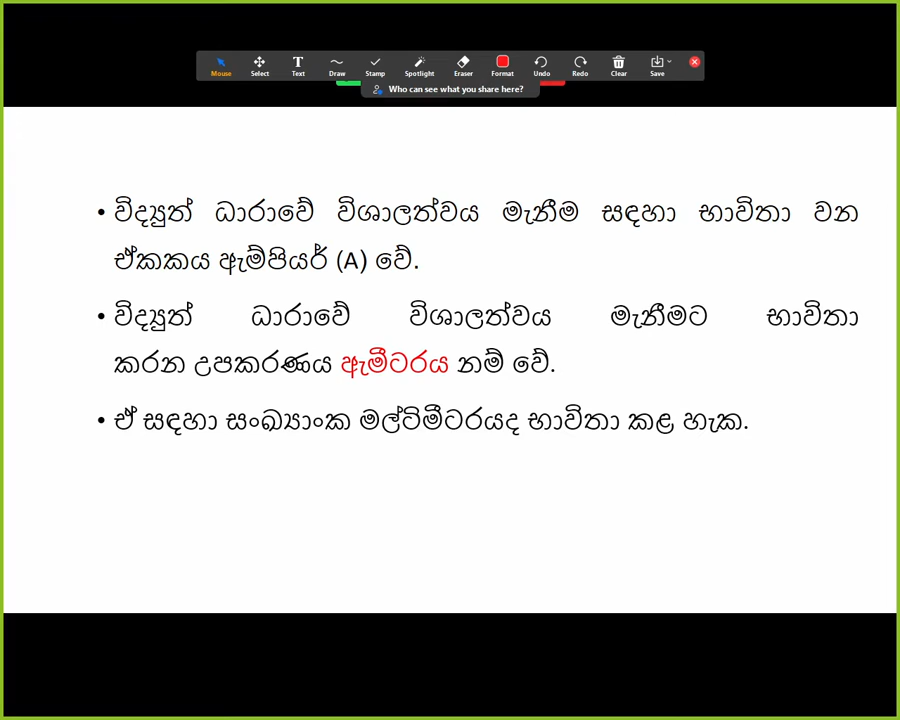 Mouse Select Text Draw Stamp Spotlight Eraser Format Undo Redo Clear Save
Who can see what you share here?
• විද්‍යුත් ධාරාවේ විශාලත්වය මැනීම සඳහා භාවිතා වන
ඒකකය ඇම්පියර් (A) වේ.
• විද්‍යුත් ධාරාවේ විශාලත්වය මැනීමට භාවිතා
කරන උපකරණය ඇමීටරය නම් වේ.
• ඒ සඳහා සංඛ්‍යාංක මල්ටිමීටරයද භාවිතා කළ හැක.